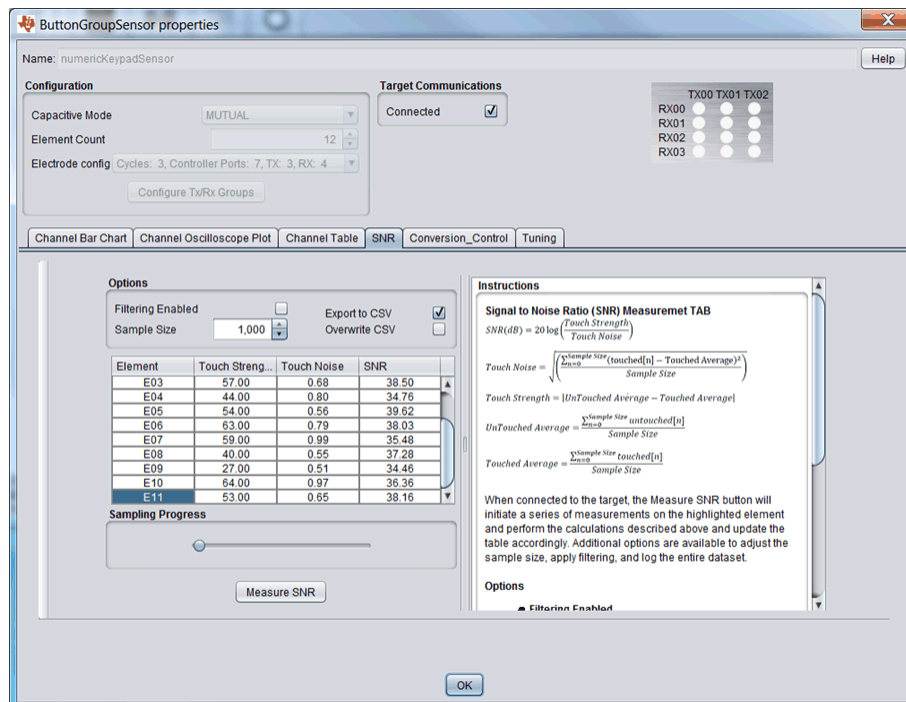 ButtonGroupSensor properties
Name: numericKeypadSensor
Help
Configuration
Capacitive Mode MUTUAL
Element Count 12
Electrode config Cycles: 3, Controller Ports: 7, TX: 3, RX: 4
Configure Tx/Rx Groups
Target Communications
Connected
TX00 TX01 TX02
RX00
RX01
RX02
RX03
Channel Bar Chart Channel Oscilloscope Plot Channel Table SNR Conversion_Control Tuning
Options
Filtering Enabled Export to CSV
Sample Size 1,000 Overwrite CSV
Element Touch Streng... Touch Noise SNR
E03 57.00 0.68 38.50
E04 44.00 0.80 34.76
E05 54.00 0.56 39.62
E06 63.00 0.79 38.03
E07 59.00 0.99 35.48
E08 40.00 0.55 37.28
E09 27.00 0.51 34.46
E10 64.00 0.97 36.36
E11 53.00 0.65 38.16
Sampling Progress
Measure SNR
Instructions
Signal to Noise Ratio (SNR) Measuremet TAB
SNR(dB) = 20 log(Touch Strength / Touch Noise)
Touch Noise = √((∑ₙ₌₀^Sample Size (touched[n] − Touched Average)²) / Sample Size)
Touch Strength = |UnTouched Average − Touched Average|
UnTouched Average = ∑ₙ₌₀^Sample Size untouched[n] / Sample Size
Touched Average = ∑ₙ₌₀^Sample Size touched[n] / Sample Size
When connected to the target, the Measure SNR button will
initiate a series of measurements on the highlighted element
and perform the calculations described above and update the
table accordingly. Additional options are available to adjust the
sample size, apply filtering, and log the entire dataset.
Options
• Filtering Enabled
OK